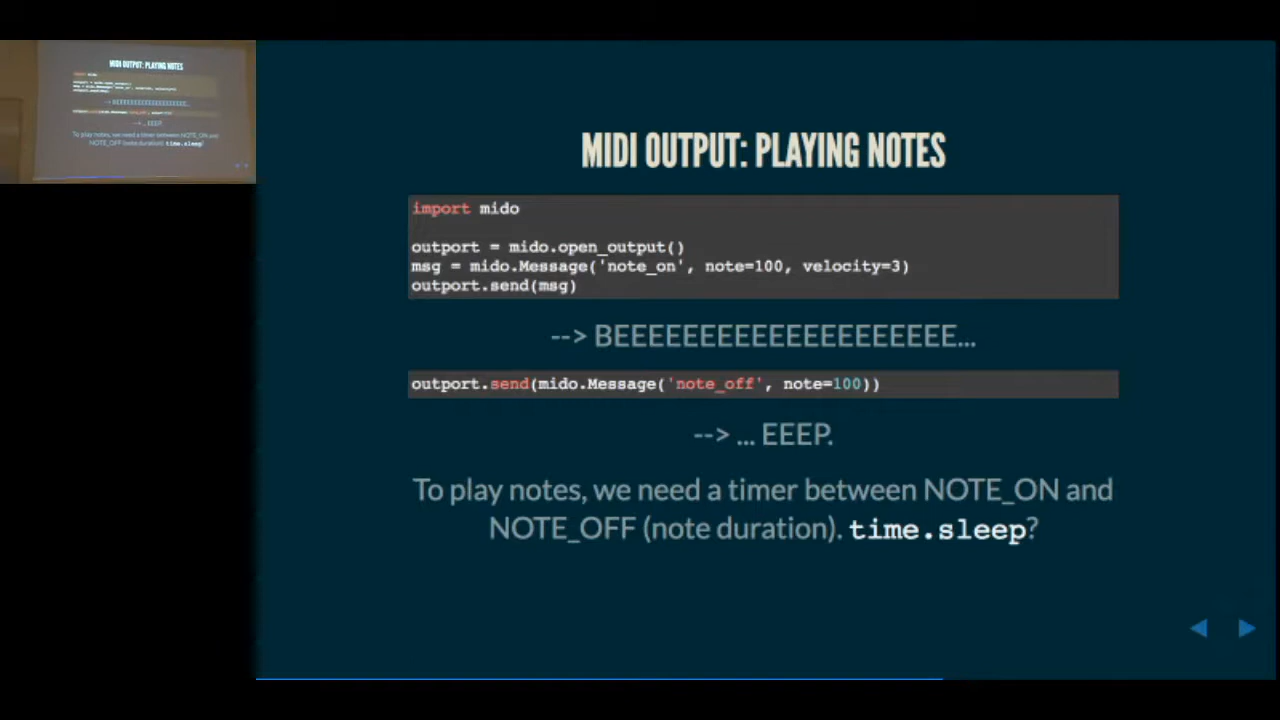 MIDI OUTPUT: PLAYING NOTES
import mido
outport = mido.open_output()
msg = mido.Message('note_on', note=100, velocity=3)
outport.send(msg)
--> BEEEEEEEEEEEEEEEEEEEE...
outport.send(mido.Message('note_off', note=100))
--> ... EEEP.
To play notes, we need a timer between NOTE_ON and
NOTE_OFF (note duration). time.sleep?